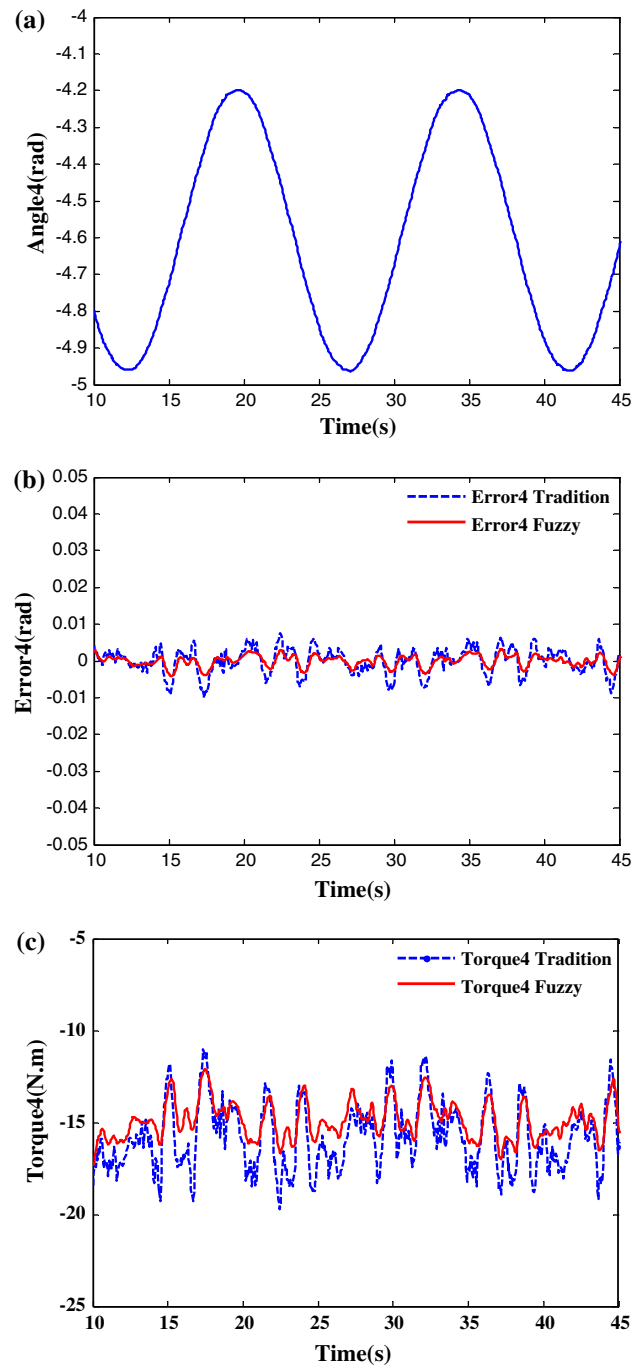 (a)
-4
-4.1
-4.2
-4.3
-4.4
-4.5
-4.6
-4.7
-4.8
-4.9
-5
Angle4(rad)
10 15 20 25 30 35 40 45
Time(s)
(b)
0.05
0.04
0.03
0.02
0.01
0
-0.01
-0.02
-0.03
-0.04
-0.05
Error4(rad)
Error4 Tradition
Error4 Fuzzy
10 15 20 25 30 35 40 45
Time(s)
(c)
-5
-10
-15
-20
-25
Torque4(N.m)
Torque4 Tradition
Torque4 Fuzzy
10 15 20 25 30 35 40 45
Time(s)